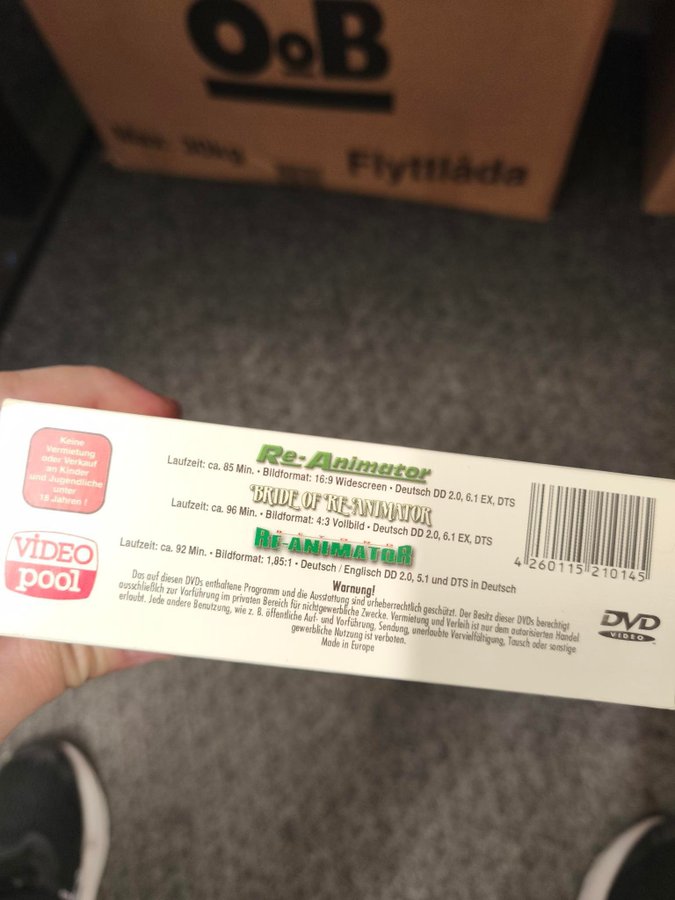 OoB
Max. 30kg
Flyttlåda
Keine
Vermietung
oder Verkauf
an Kinder
und Jugendliche
unter
18 Jahren !
VIDEO
pool
Re-Animator
Laufzeit: ca. 85 Min. • Bildformat: 16:9 Widescreen • Deutsch DD 2.0, 6.1 EX, DTS
BRIDE OF RE-ANIMATOR
Laufzeit: ca. 96 Min. • Bildformat: 4:3 Vollbild • Deutsch DD 2.0, 6.1 EX, DTS
BEYOND
RE-ANIMATOR
Laufzeit: ca. 92 Min. • Bildformat: 1,85:1 • Deutsch / Englisch DD 2.0, 5.1 und DTS in Deutsch
Warnung!
Das auf diesen DVDs enthaltene Programm und die Ausstattung sind urheberrechtlich geschützt. Der Besitz dieser DVDs berechtigt
ausschließlich zur Vorführung im privaten Bereich für nichtgewerbliche Zwecke. Vermietung und Verleih ist nur dem autorisierten Handel
erlaubt. Jede andere Benutzung, wie z. B. öffentliche Auf- und Vorführung, Sendung, unerlaubte Vervielfältigung, Tausch oder sonstige
gewerbliche Nutzung ist verboten.
Made in Europe
4 260115 210145
DVD
VIDEO